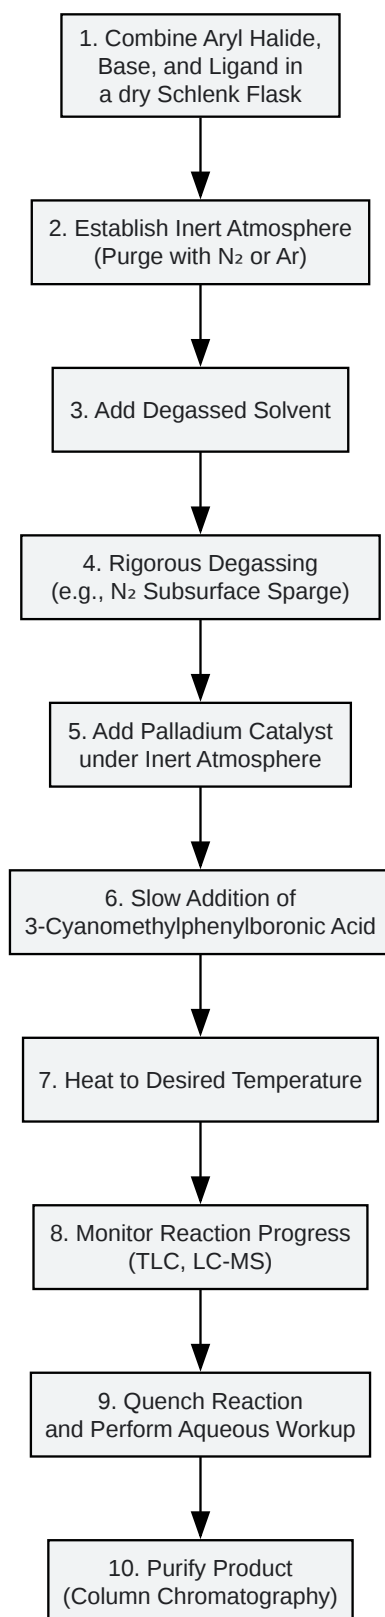 1. Combine Aryl Halide,
Base, and Ligand in
a dry Schlenk Flask
2. Establish Inert Atmosphere
(Purge with N₂ or Ar)
3. Add Degassed Solvent
4. Rigorous Degassing
(e.g., N₂ Subsurface Sparge)
5. Add Palladium Catalyst
under Inert Atmosphere
6. Slow Addition of
3-Cyanomethylphenylboronic Acid
7. Heat to Desired Temperature
8. Monitor Reaction Progress
(TLC, LC-MS)
9. Quench Reaction
and Perform Aqueous Workup
10. Purify Product
(Column Chromatography)